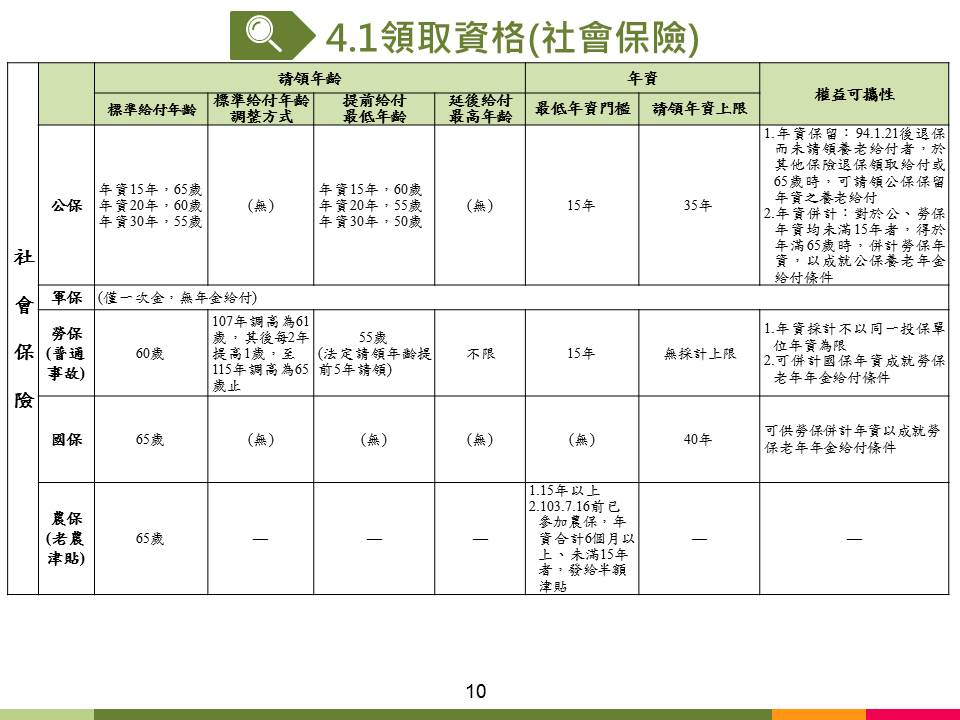 4.1領取資格(社會保險)
請領年齡
年資
權益可攜性
標準給付年齡
標準給付年齡
調整方式
提前給付
最低年齡
延後給付
最高年齡
最低年資門檻
請領年資上限
社會保險
公保
年資15年，65歲
年資20年，60歲
年資30年，55歲
(無)
年資15年，60歲
年資20年，55歲
年資30年，50歲
(無)
15年
35年
1.年資保留：94.1.21後退保
而未請領養老給付者，於
其他保險退保領取給付或
65歲時，可請領公保保留
年資之養老給付
2.年資併計：對於公、勞保
年資均未滿15年者，得於
年滿65歲時，併計勞保年
資，以成就公保養老年金
給付條件
軍保
(僅一次金，無年金給付)
勞保
(普通
事故)
60歲
107年調高為61
歲，其後每2年
提高1歲，至
115年調高為65
歲止
55歲
(法定請領年齡提
前5年請領)
不限
15年
無採計上限
1.年資採計不以同一投保單
位年資為限
2.可併計國保年資成就勞保
老年年金給付條件
國保
65歲
(無)
(無)
(無)
(無)
40年
可供勞保併計年資以成就勞
保老年年金給付條件
農保
(老農
津貼)
65歲
—
—
—
1.15年以上
2.103.7.16前已
參加農保，年
資合計6個月以
上、未滿15年
者，發給半額
津貼
—
—
10